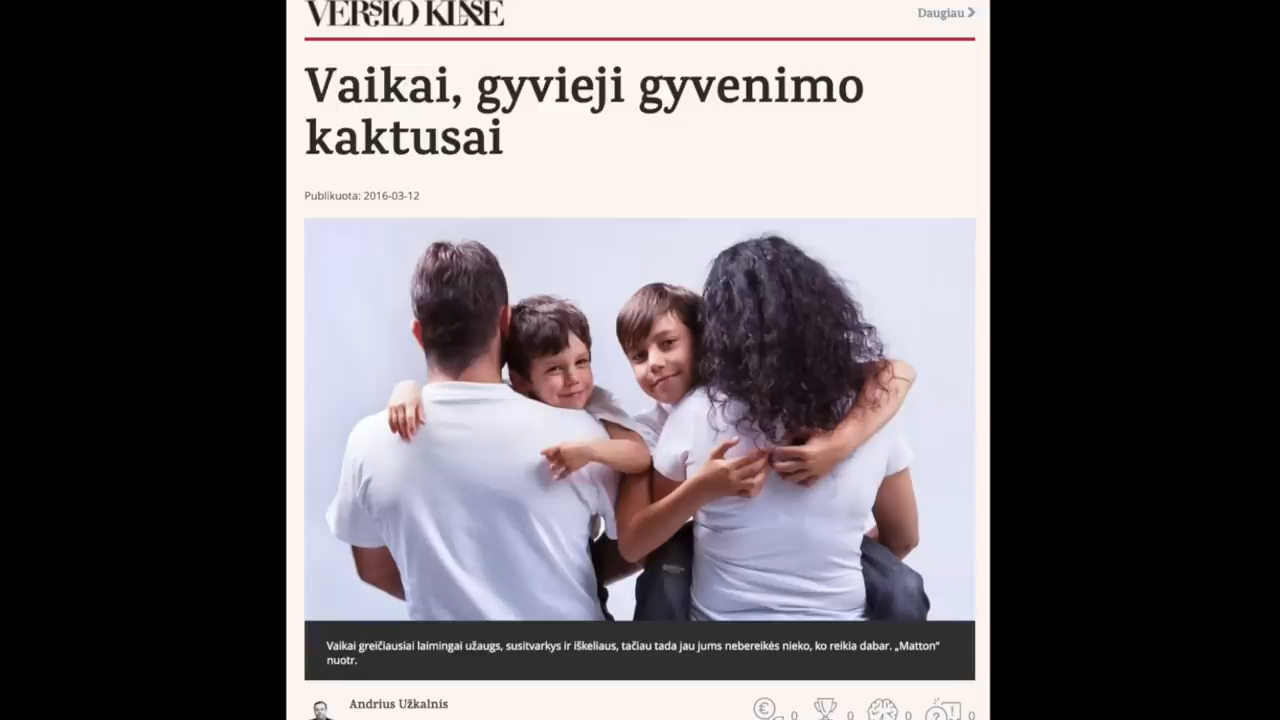 VERSLO KLASĖ
Daugiau
Vaikai, gyvieji gyvenimo
kaktusai
Publikuota: 2016-03-12
Vaikai greičiausiai laimingai užaugs, susitvarkys ir iškeliaus, tačiau tada jau jums nebereikės nieko, ko reikia dabar. „Matton“
nuotr.
Andrius Užkalnis
0 0 0 0